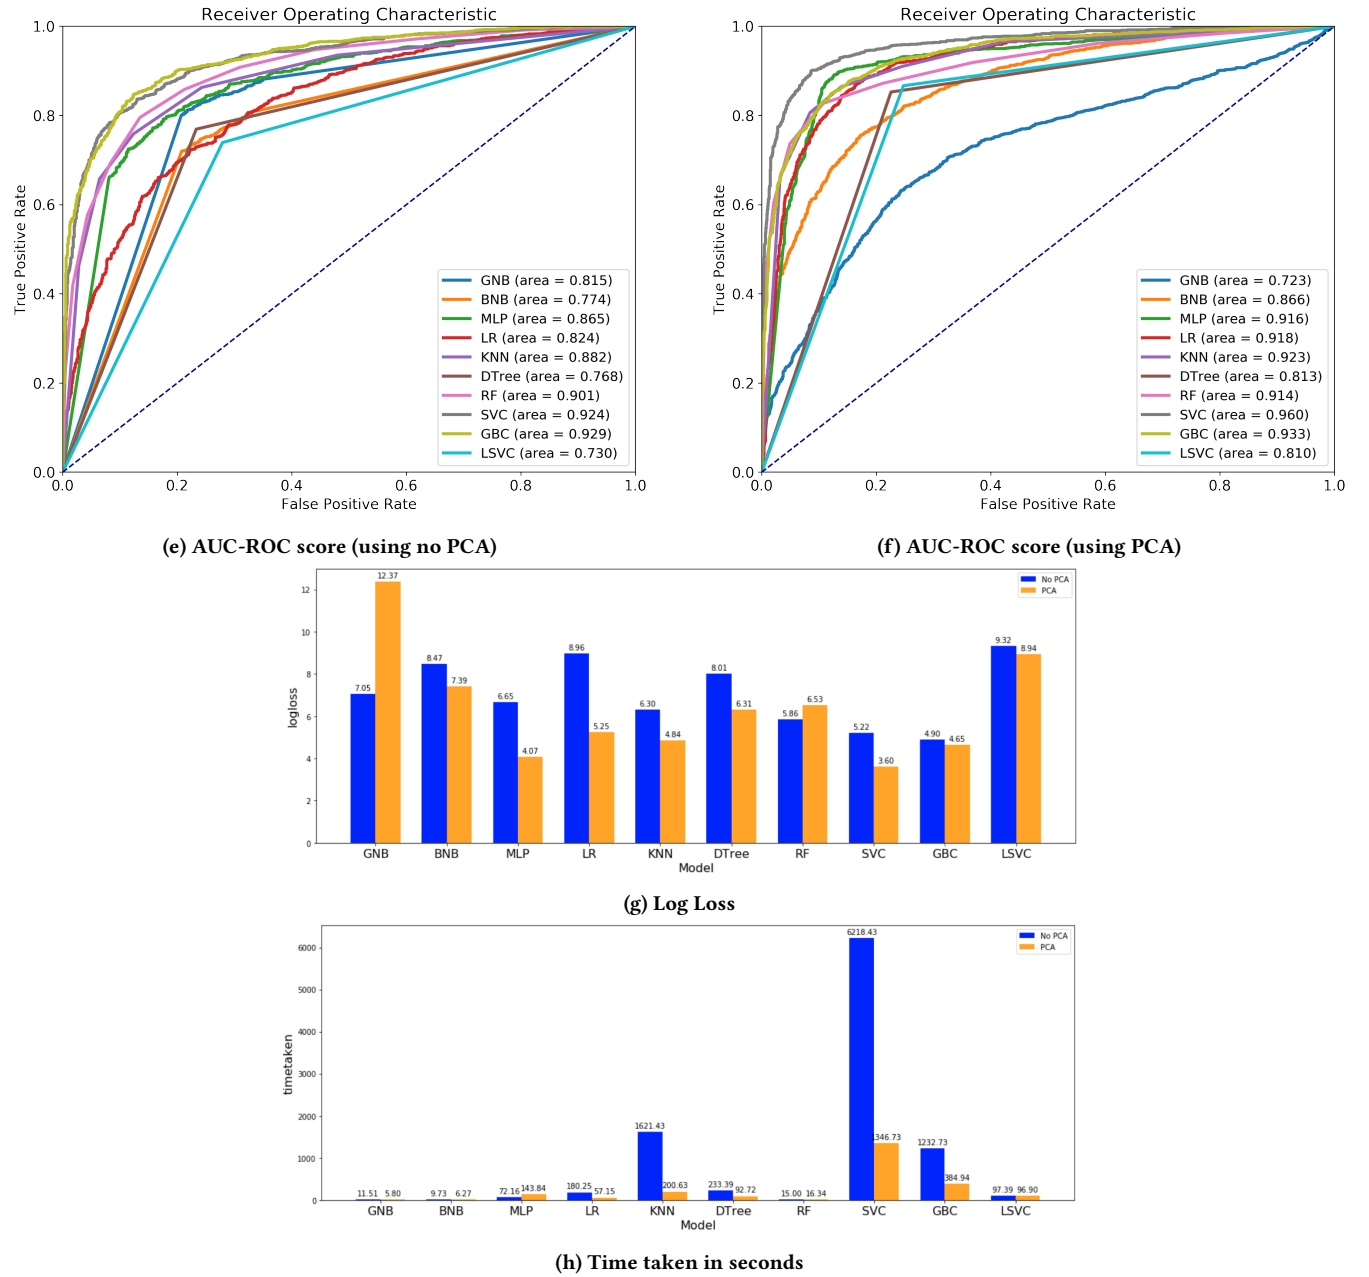 Receiver Operating Characteristic
1.0
0.8
0.6
0.4
0.2
0.0
True Positive Rate
GNB (area = 0.815)
BNB (area = 0.774)
MLP (area = 0.865)
LR (area = 0.824)
KNN (area = 0.882)
DTree (area = 0.768)
RF (area = 0.901)
SVC (area = 0.924)
GBC (area = 0.929)
LSVC (area = 0.730)
0.0 0.2 0.4 0.6 0.8 1.0
False Positive Rate
(e) AUC-ROC score (using no PCA)
Receiver Operating Characteristic
1.0
0.8
0.6
0.4
0.2
0.0
True Positive Rate
GNB (area = 0.723)
BNB (area = 0.866)
MLP (area = 0.916)
LR (area = 0.918)
KNN (area = 0.923)
DTree (area = 0.813)
RF (area = 0.914)
SVC (area = 0.960)
GBC (area = 0.933)
LSVC (area = 0.810)
0.0 0.2 0.4 0.6 0.8 1.0
False Positive Rate
(f) AUC-ROC score (using PCA)
No PCA
PCA
12
10
8
6
4
2
0
logloss
7.05 12.37 8.47 7.39 6.65 4.07 8.96 5.25 6.30 4.84 8.01 6.31 5.86 6.53 5.22 3.60 4.90 4.65 9.32 8.94
GNB BNB MLP LR KNN DTree RF SVC GBC LSVC
Model
(g) Log Loss
No PCA
PCA
6000
5000
4000
3000
2000
1000
0
timetaken
11.51 5.80 9.73 6.27 72.16 143.84 180.25 57.15 1621.43 200.63 233.39 92.72 15.00 16.34 6218.43 1346.73 1232.73 384.94 97.39 96.90
GNB BNB MLP LR KNN DTree RF SVC GBC LSVC
Model
(h) Time taken in seconds